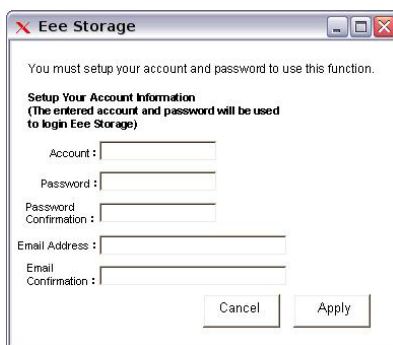 Eee Storage
You must setup your account and password to use this function.
Setup Your Account Information
(The entered account and password will be used
to login Eee Storage)
Account :
Password :
Password
Confirmation :
Email Address :
Email
Confirmation :
Cancel Apply